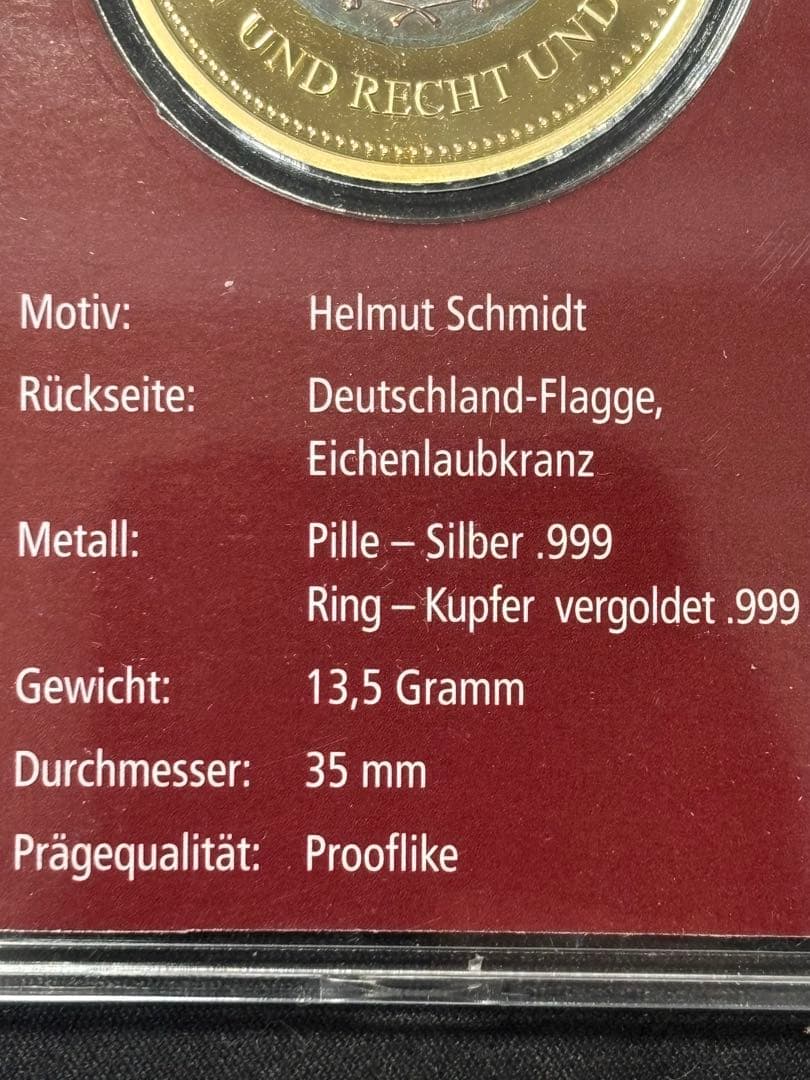 UND RECHT UND
Motiv: Helmut Schmidt
Rückseite: Deutschland-Flagge,
Eichenlaubkranz
Metall: Pille – Silber .999
Ring – Kupfer vergoldet .999
Gewicht: 13,5 Gramm
Durchmesser: 35 mm
Prägequalität: Prooflike